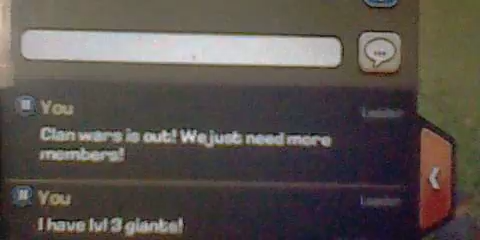 You
Leader
Clan wars is out! We just need more
members!
You
Leader
I have lvl 3 giants!